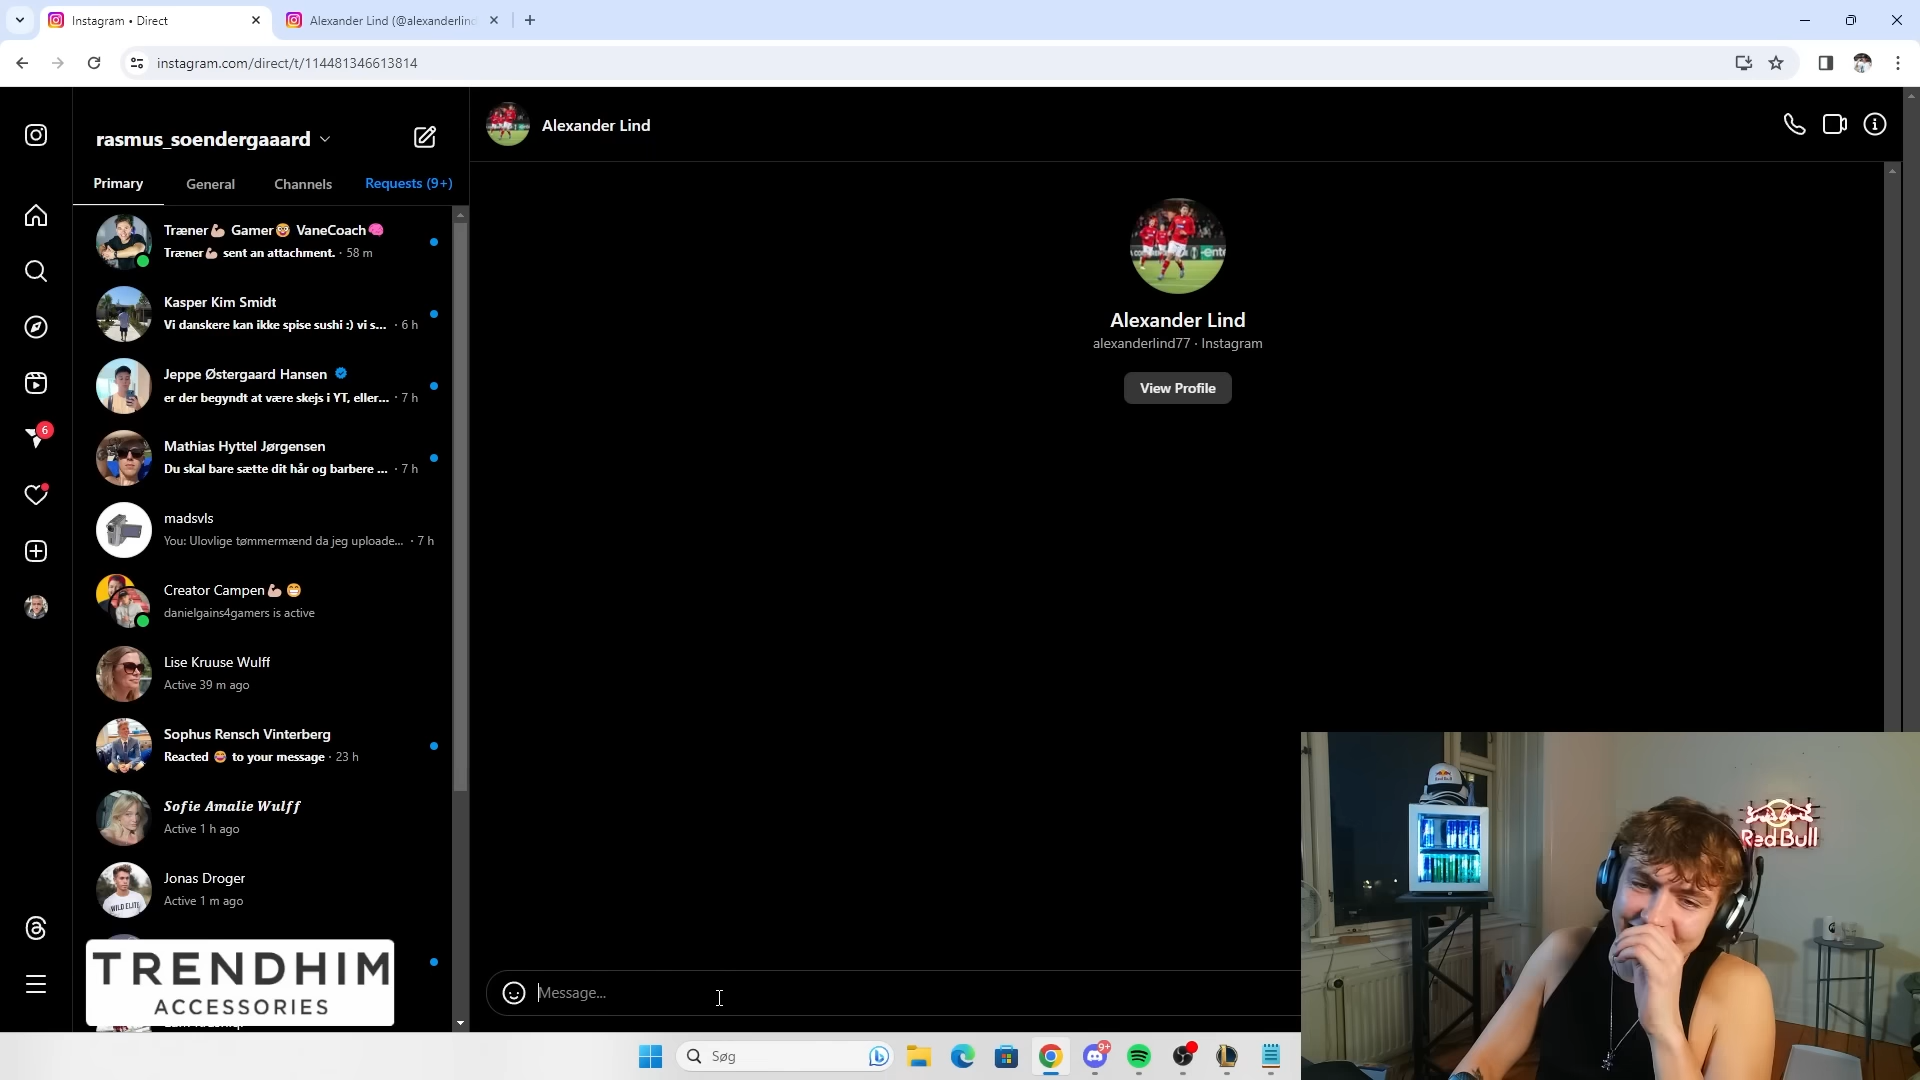 Instagram • Direct
Alexander Lind (@alexanderlind
instagram.com/direct/t/114481346613814
rasmus_soendergaaard
Primary
General
Channels
Requests (9+)
Træner💪 Gamer🤓 VaneCoach🧠
Træner💪 sent an attachment. · 58 m
Kasper Kim Smidt
Vi danskere kan ikke spise sushi :) vi s... · 6 h
Jeppe Østergaard Hansen
er der begyndt at være skejs i YT, eller... · 7 h
Mathias Hyttel Jørgensen
Du skal bare sætte dit hår og barbere ... · 7 h
madsvls
You: Ulovlige tømmermænd da jeg uploade... · 7 h
Creator Campen💪😁
danielgains4gamers is active
Lise Kruuse Wulff
Active 39 m ago
Sophus Rensch Vinterberg
Reacted 😂 to your message · 23 h
Sofie Amalie Wulff
Active 1 h ago
Jonas Droger
Active 1 m ago
6
TRENDHIM
ACCESSORIES
Alexander Lind
Alexander Lind
alexanderlind77 · Instagram
View Profile
Message...
Red Bull
Søg
9+